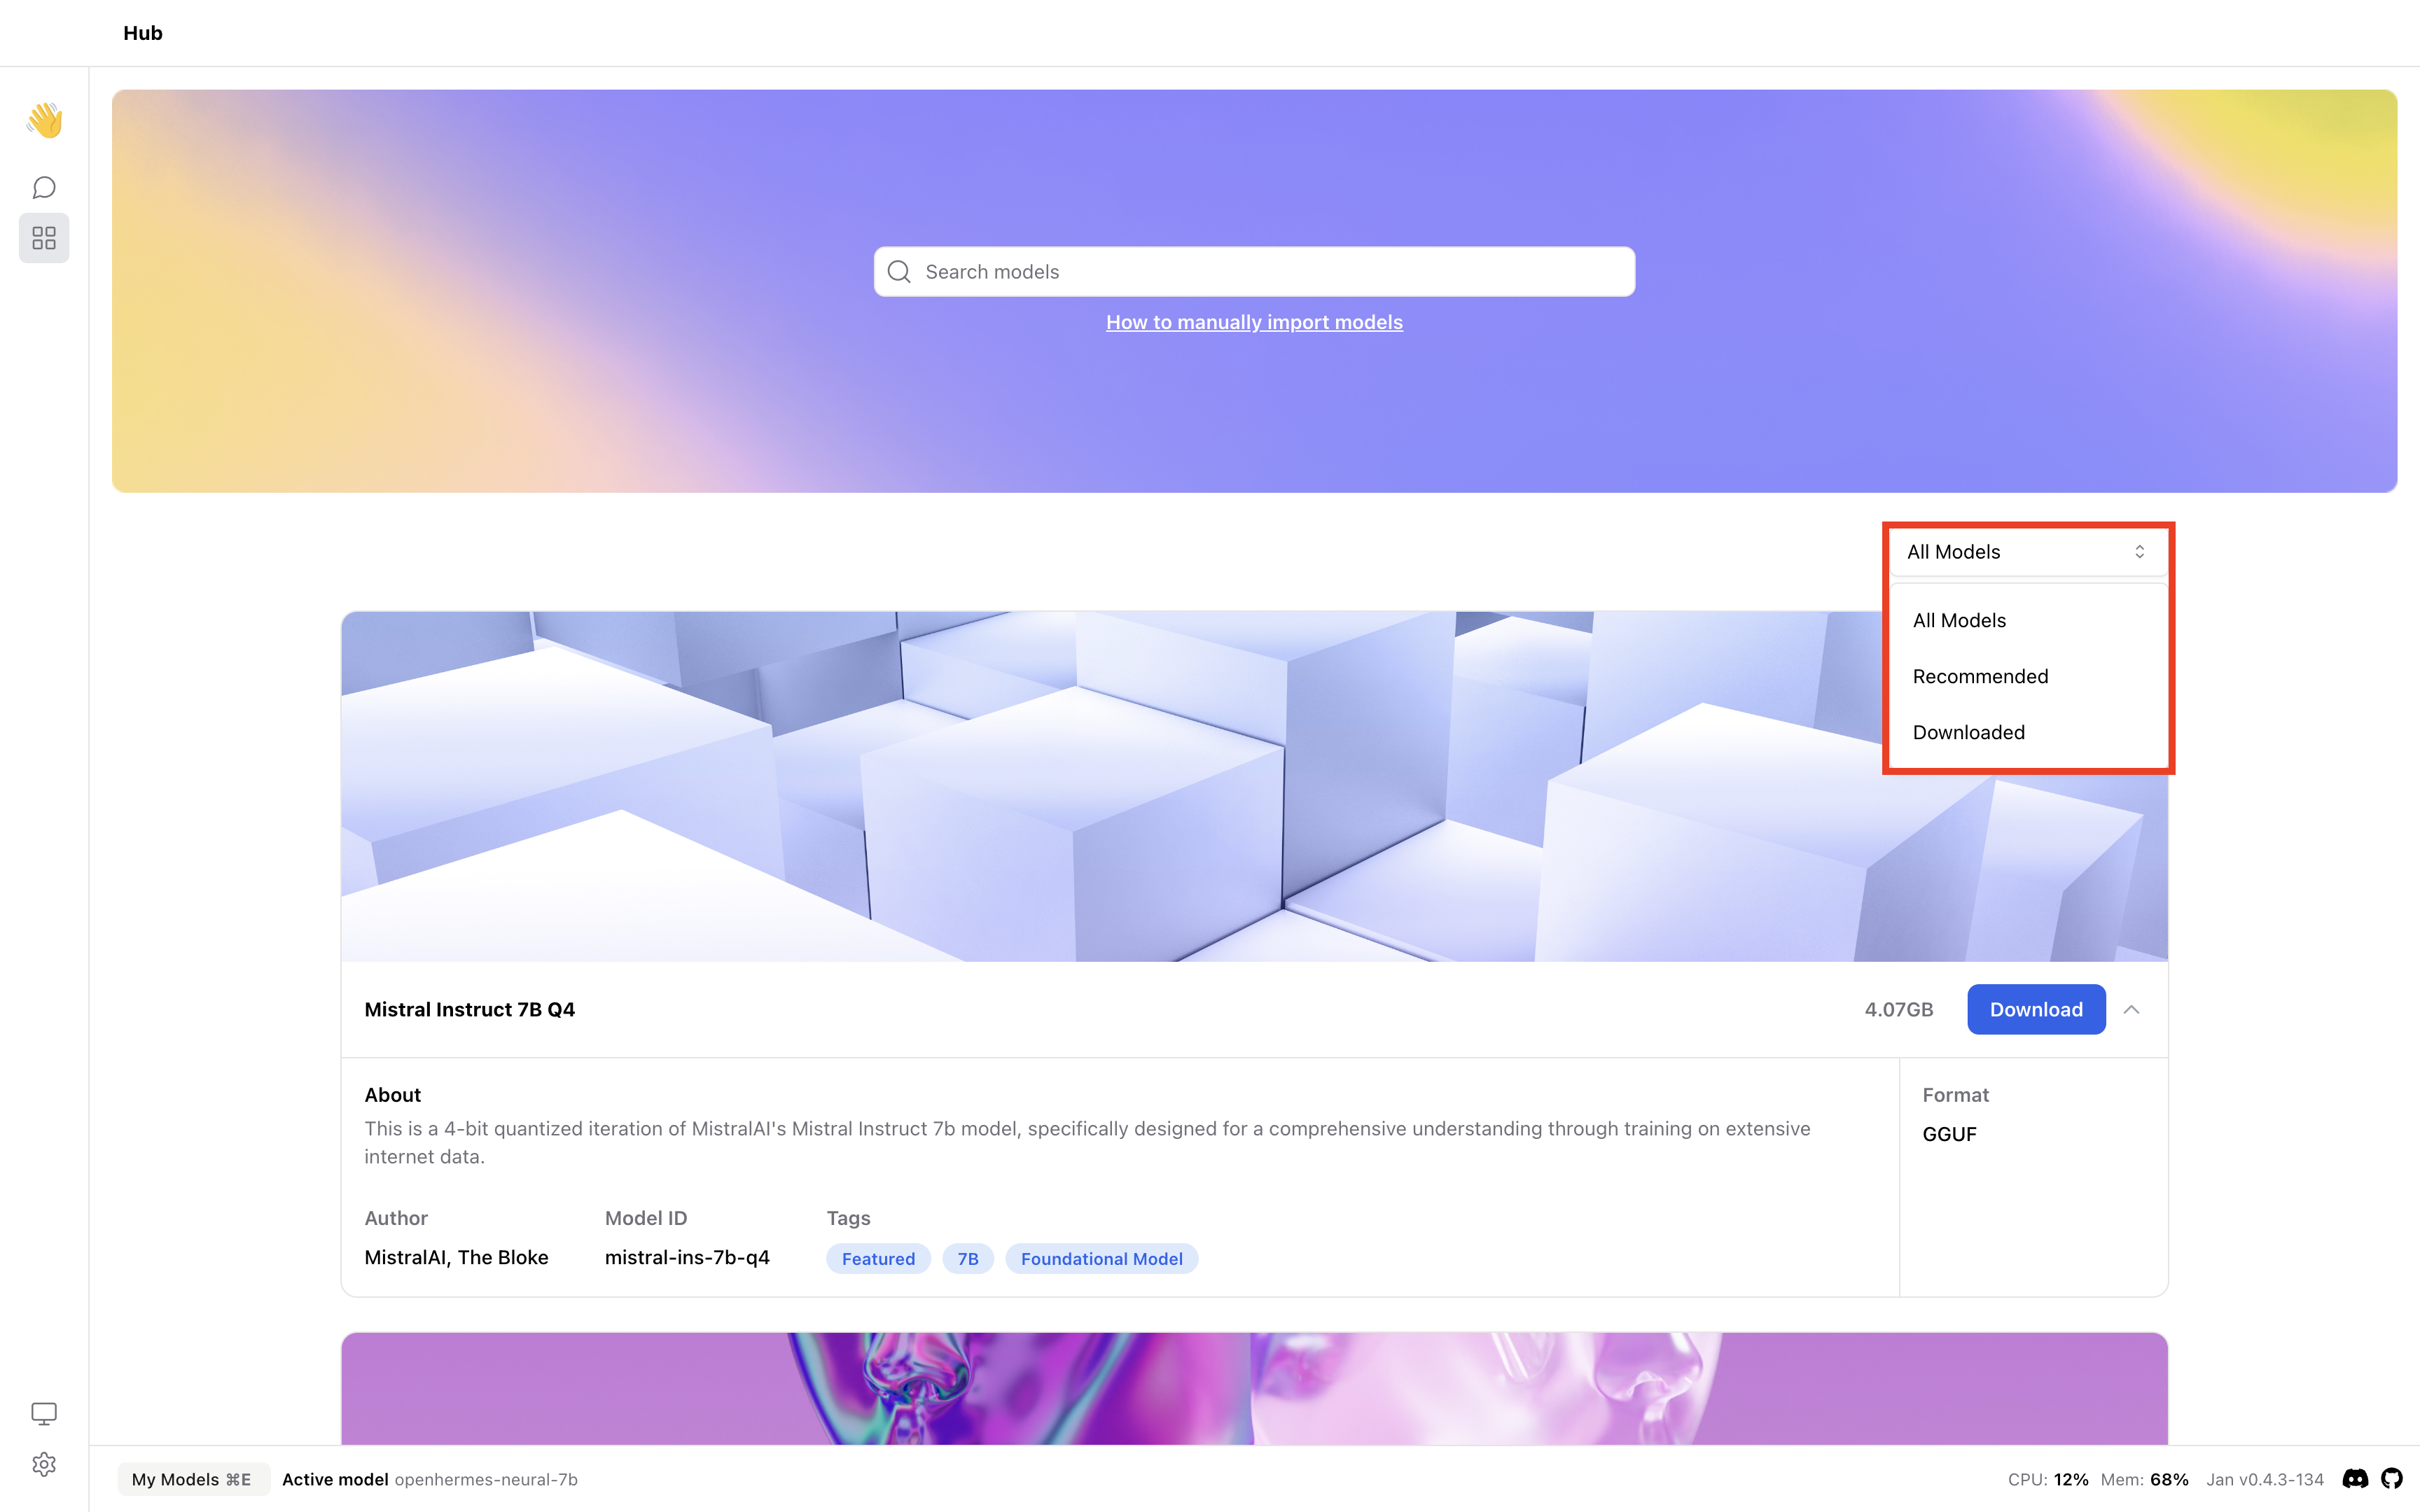 Hub
Search models
How to manually import models
All Models
All Models
Recommended
Downloaded
Mistral Instruct 7B Q4
4.07GB
Download
About
This is a 4-bit quantized iteration of MistralAI's Mistral Instruct 7b model, specifically designed for a comprehensive understanding through training on extensive
internet data.
Format
GGUF
Author
Model ID
Tags
MistralAI, The Bloke
mistral-ins-7b-q4
Featured
7B
Foundational Model
My Models ⌘E
Active model openhermes-neural-7b
CPU: 12% Mem: 68% Jan v0.4.3-134